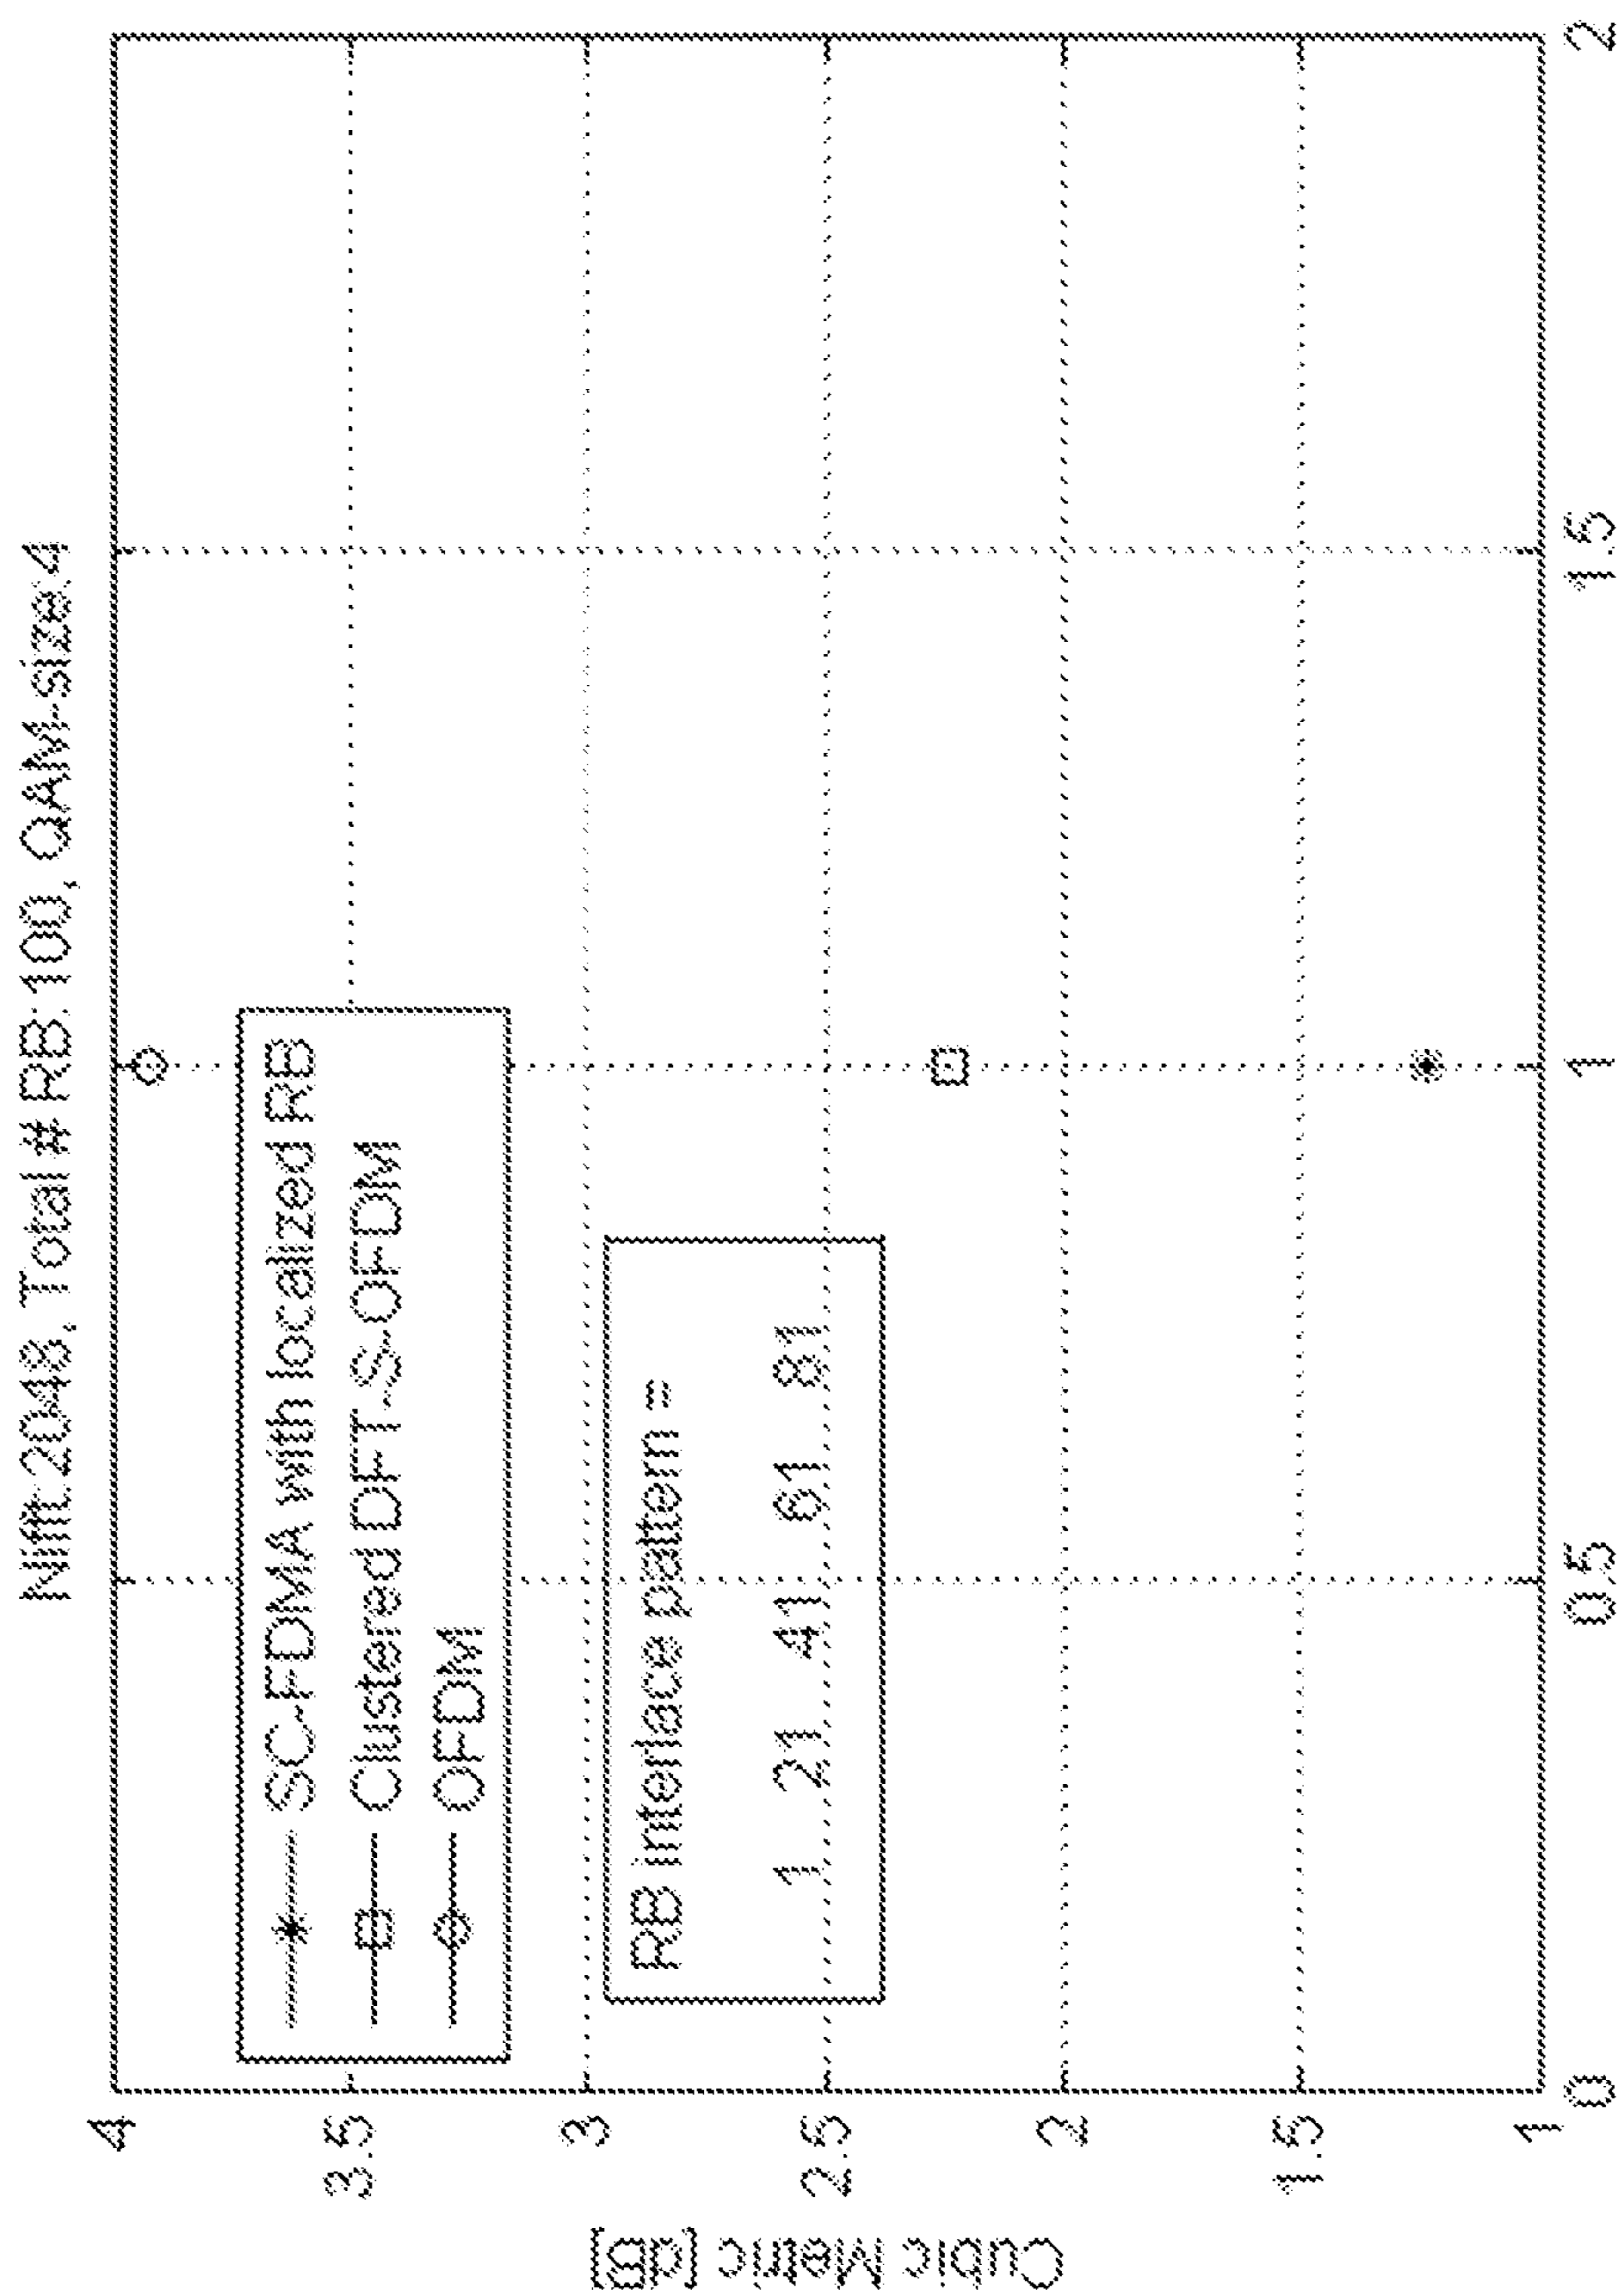 Nifft:2048, Total # RB:100, QAM-size:4
Cubic Metric [dB]
4
3.5
3
2.5
2
1.5
1
SC-FDMA with localized RB
Clustered DFT-S-OFDM
OFDM
RB interlace pattern =
1 21 41 61 81
0 0.5 1 1.5 2